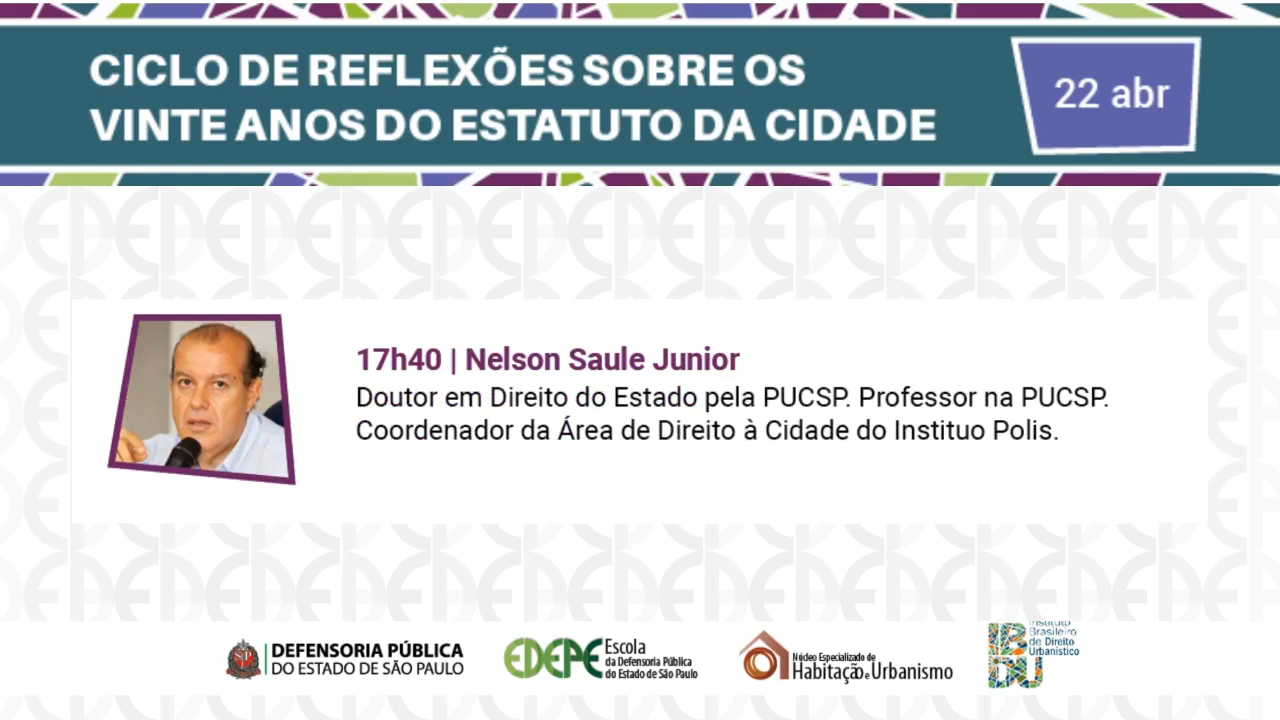 CICLO DE REFLEXÕES SOBRE OS
VINTE ANOS DO ESTATUTO DA CIDADE
22 abr
17h40 | Nelson Saule Junior
Doutor em Direito do Estado pela PUCSP. Professor na PUCSP.
Coordenador da Área de Direito à Cidade do Instituo Polis.
DEFENSORIA PÚBLICA
DO ESTADO DE SÃO PAULO
EDEPE
Escola
da Defensoria Pública
do Estado de São Paulo
Núcleo Especializado de
Habitação e Urbanismo
IB
DU
Instituto
Brasileiro
de Direito
Urbanístico